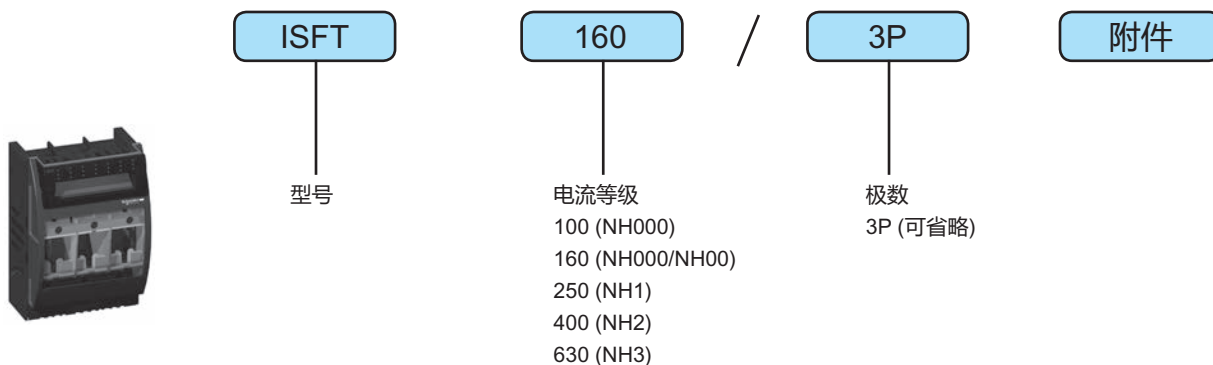 ISFT 160 / 3P 附件
型号
电流等级
100 (NH000)
160 (NH000/NH00)
250 (NH1)
400 (NH2)
630 (NH3)
极数
3P (可省略)